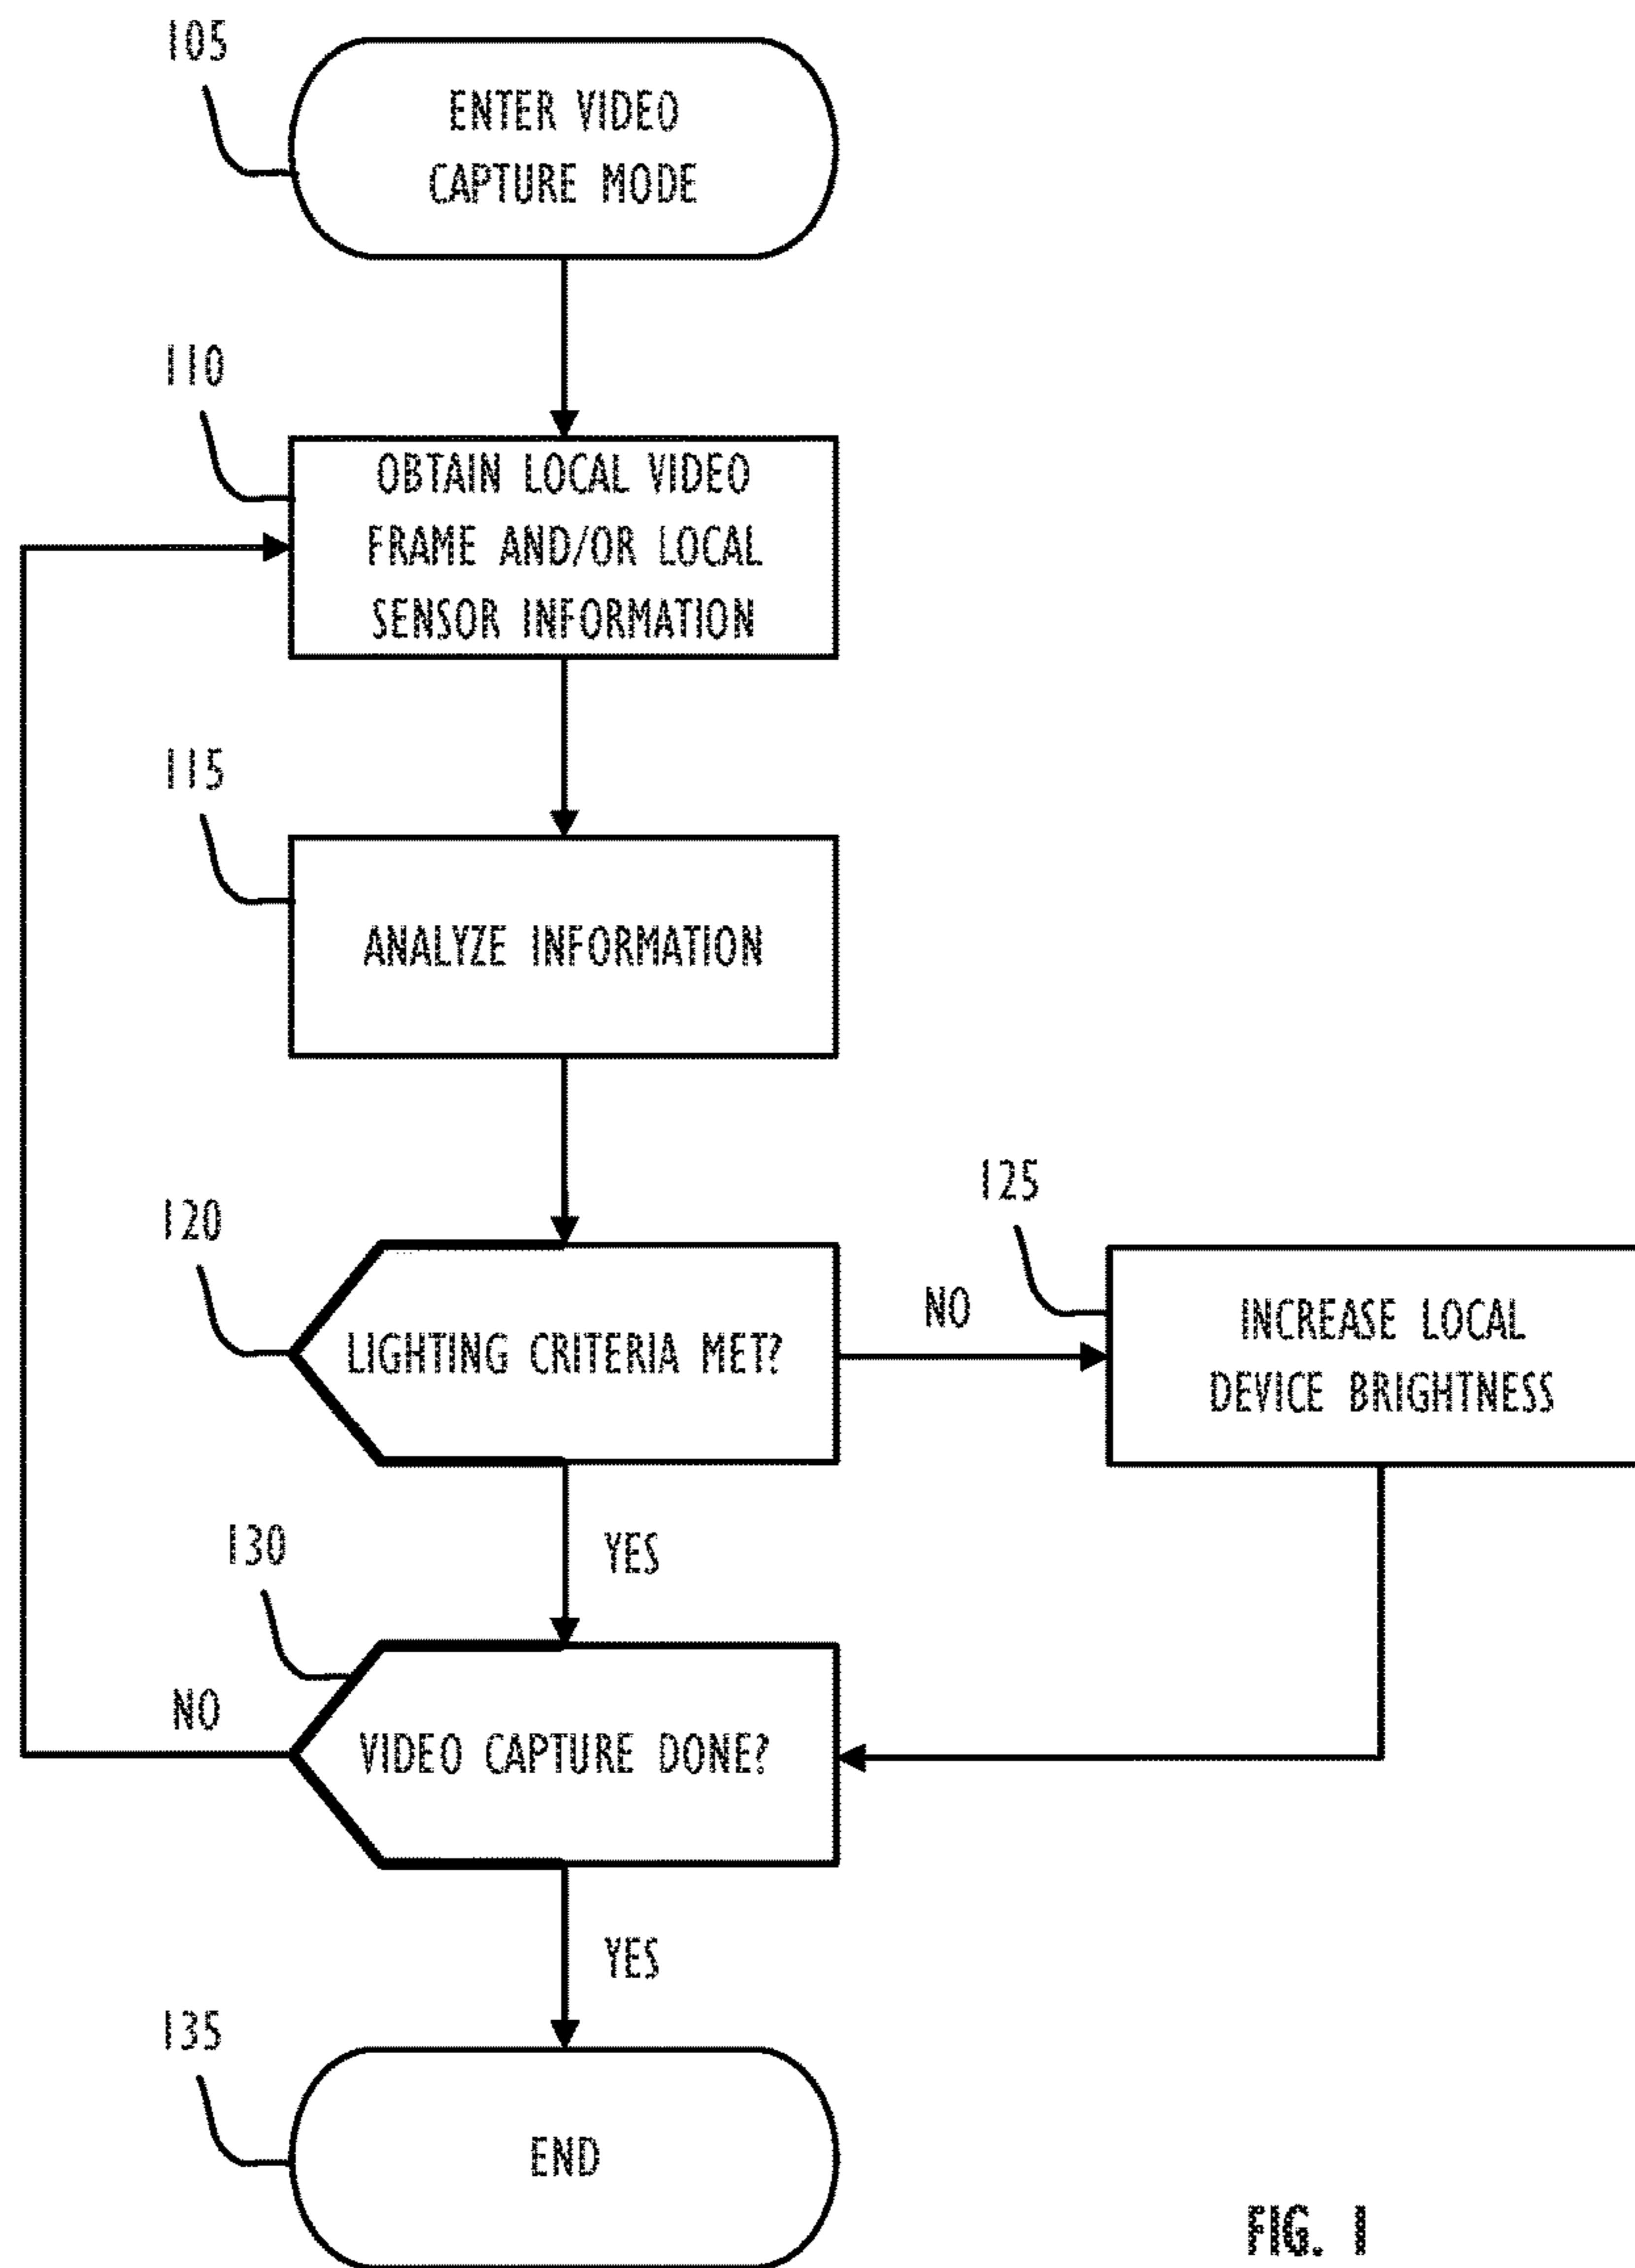 105
ENTER VIDEO
CAPTURE MODE
110
OBTAIN LOCAL VIDEO
FRAME AND/OR LOCAL
SENSOR INFORMATION
115
ANALYZE INFORMATION
120
LIGHTING CRITERIA MET?
NO
125
INCREASE LOCAL
DEVICE BRIGHTNESS
YES
130
NO
VIDEO CAPTURE DONE?
YES
135
END
FIG. 1